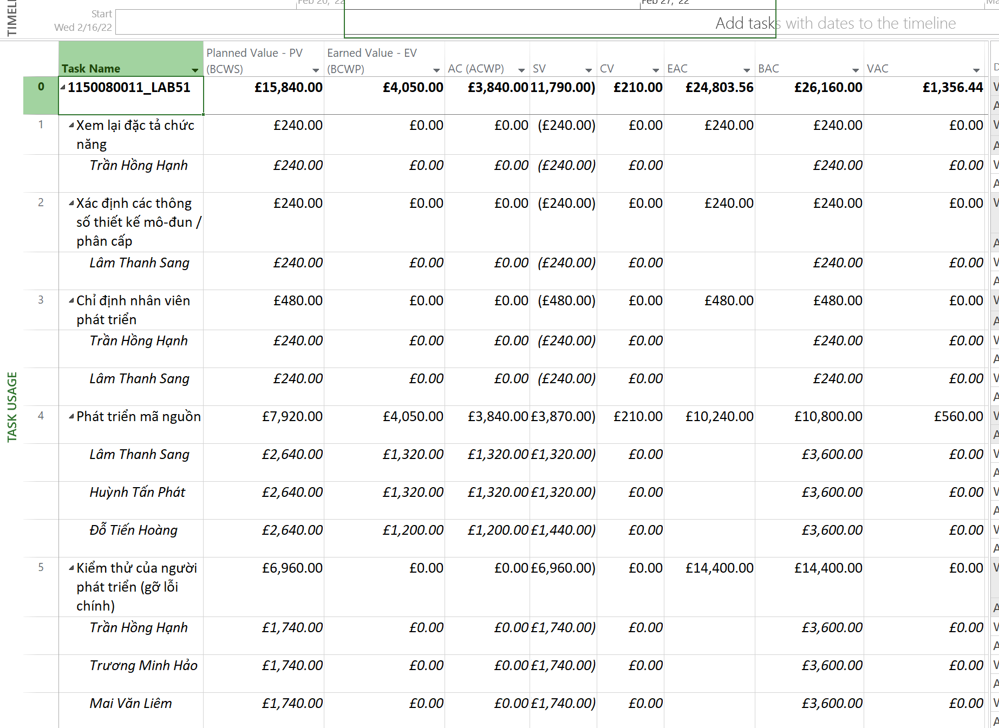 Feb 20, '22
Feb 27, '22
TIMEL
Start
Wed 2/16/22
Add tasks with dates to the timeline
Task Name
Planned Value - PV (BCWS)
Earned Value - EV (BCWP)
AC (ACWP)
SV
CV
EAC
BAC
VAC
0 1150080011_LAB51 £15,840.00 £4,050.00 £3,840.00 11,790.00) £210.00 £24,803.56 £26,160.00 £1,356.44
1 Xem lại đặc tả chức £240.00 £0.00 £0.00 (£240.00) £0.00 £240.00 £240.00 £0.00
năng
Trần Hồng Hạnh £240.00 £0.00 £0.00 (£240.00) £0.00 £240.00 £0.00
2 Xác định các thông £240.00 £0.00 £0.00 (£240.00) £0.00 £240.00 £240.00 £0.00
số thiết kế mô-đun /
phân cấp
Lâm Thanh Sang £240.00 £0.00 £0.00 (£240.00) £0.00 £240.00 £0.00
3 Chỉ định nhân viên £480.00 £0.00 £0.00 (£480.00) £0.00 £480.00 £480.00 £0.00
phát triển
Trần Hồng Hạnh £240.00 £0.00 £0.00 (£240.00) £0.00 £240.00 £0.00
Lâm Thanh Sang £240.00 £0.00 £0.00 (£240.00) £0.00 £240.00 £0.00
TASK USAGE
4 Phát triển mã nguồn £7,920.00 £4,050.00 £3,840.00 £3,870.00) £210.00 £10,240.00 £10,800.00 £560.00
Lâm Thanh Sang £2,640.00 £1,320.00 £1,320.00 £1,320.00) £0.00 £3,600.00 £0.00
Huỳnh Tấn Phát £2,640.00 £1,320.00 £1,320.00 £1,320.00) £0.00 £3,600.00 £0.00
Đỗ Tiến Hoàng £2,640.00 £1,200.00 £1,200.00 £1,440.00) £0.00 £3,600.00 £0.00
5 Kiểm thử của người £6,960.00 £0.00 £0.00 £6,960.00) £0.00 £14,400.00 £14,400.00 £0.00
phát triển (gỡ lỗi
chính)
Trần Hồng Hạnh £1,740.00 £0.00 £0.00 £1,740.00) £0.00 £3,600.00 £0.00
Trương Minh Hảo £1,740.00 £0.00 £0.00 £1,740.00) £0.00 £3,600.00 £0.00
Mai Văn Liêm £1,740.00 £0.00 £0.00 £1,740.00) £0.00 £3,600.00 £0.00